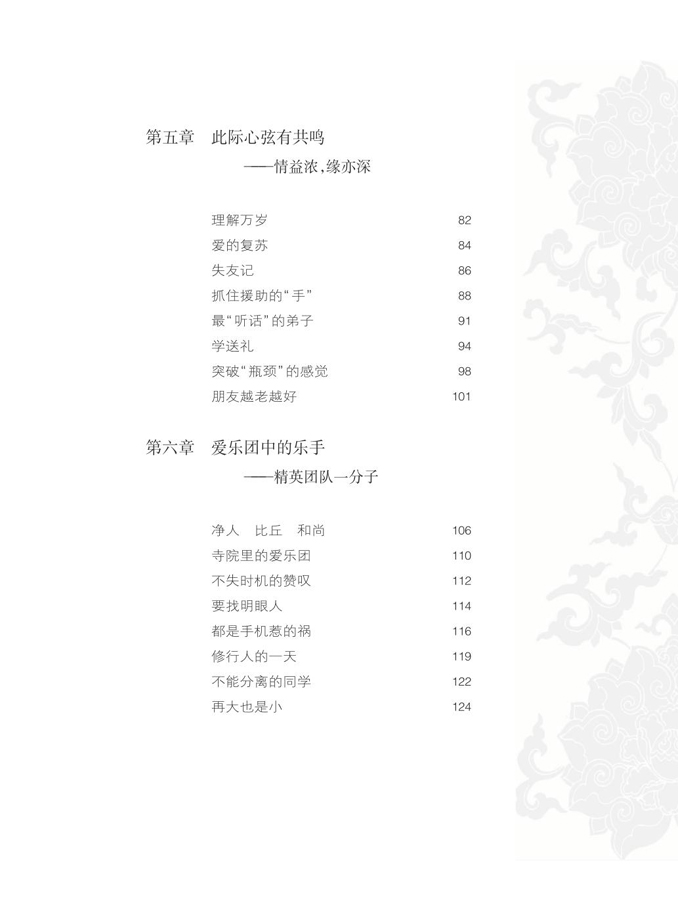 第五章　此际心弦有共鸣
——情益浓,缘亦深
理解万岁 82
爱的复苏 84
失友记 86
抓住援助的“手” 88
最“听话”的弟子 91
学送礼 94
突破“瓶颈”的感觉 98
朋友越老越好 101
第六章　爱乐团中的乐手
——精英团队一分子
净人　比丘　和尚 106
寺院里的爱乐团 110
不失时机的赞叹 112
要找明眼人 114
都是手机惹的祸 116
修行人的一天 119
不能分离的同学 122
再大也是小 124